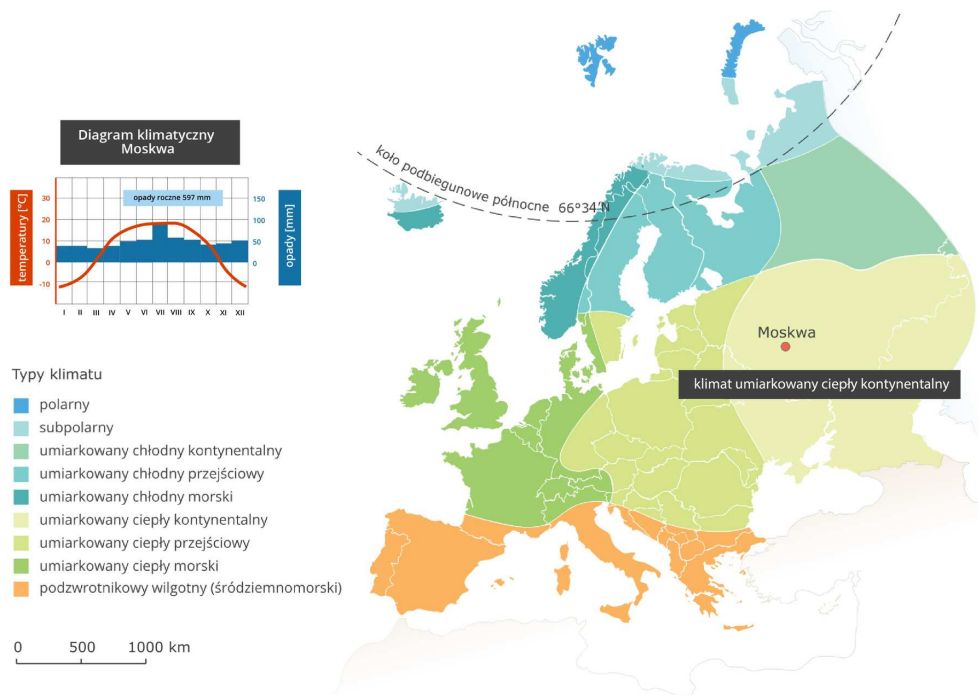 Diagram klimatyczny
Moskwa
temperatury [°C]
opady [mm]
opady roczne 597 mm
30
20
10
0
-10
150
100
50
0
I II III IV V VI VII VIII IX X XI XII
koło podbiegunowe północne 66°34'N
Moskwa
klimat umiarkowany ciepły kontynentalny
Typy klimatu
polarny
subpolarny
umiarkowany chłodny kontynentalny
umiarkowany chłodny przejściowy
umiarkowany chłodny morski
umiarkowany ciepły kontynentalny
umiarkowany ciepły przejściowy
umiarkowany ciepły morski
podzwrotnikowy wilgotny (śródziemnomorski)
0 500 1000 km